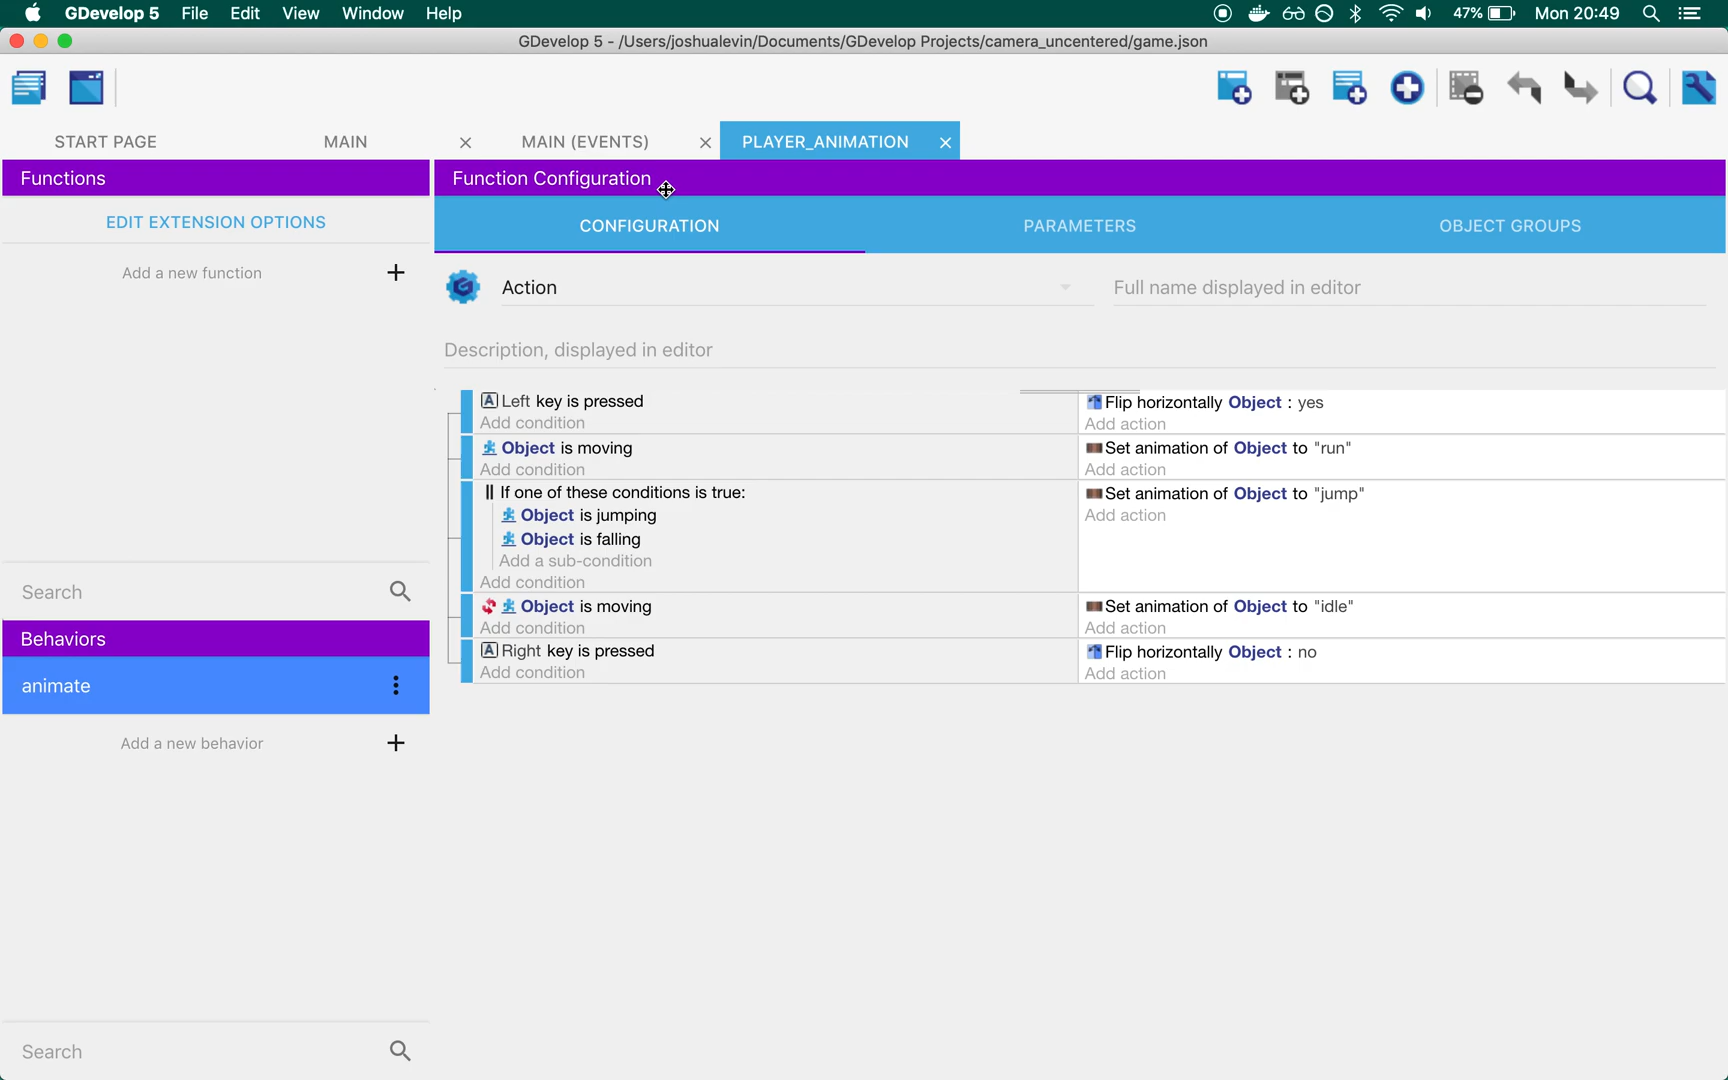 GDevelop 5 File Edit View Window Help 47% Mon 20:49
GDevelop 5 - /Users/joshualevin/Documents/GDevelop Projects/camera_uncentered/game.json
START PAGE MAIN MAIN (EVENTS) PLAYER_ANIMATION
Functions
Function Configuration
EDIT EXTENSION OPTIONS
CONFIGURATION PARAMETERS OBJECT GROUPS
Add a new function
Action Full name displayed in editor
Description, displayed in editor
Left key is pressed
Add condition
Flip horizontally Object : yes
Add action
Object is moving
Add condition
Set animation of Object to "run"
Add action
If one of these conditions is true:
Object is jumping
Object is falling
Add a sub-condition
Add condition
Set animation of Object to "jump"
Add action
Object is moving
Add condition
Set animation of Object to "idle"
Add action
Right key is pressed
Add condition
Flip horizontally Object : no
Add action
Search
Behaviors
animate
Add a new behavior
Search